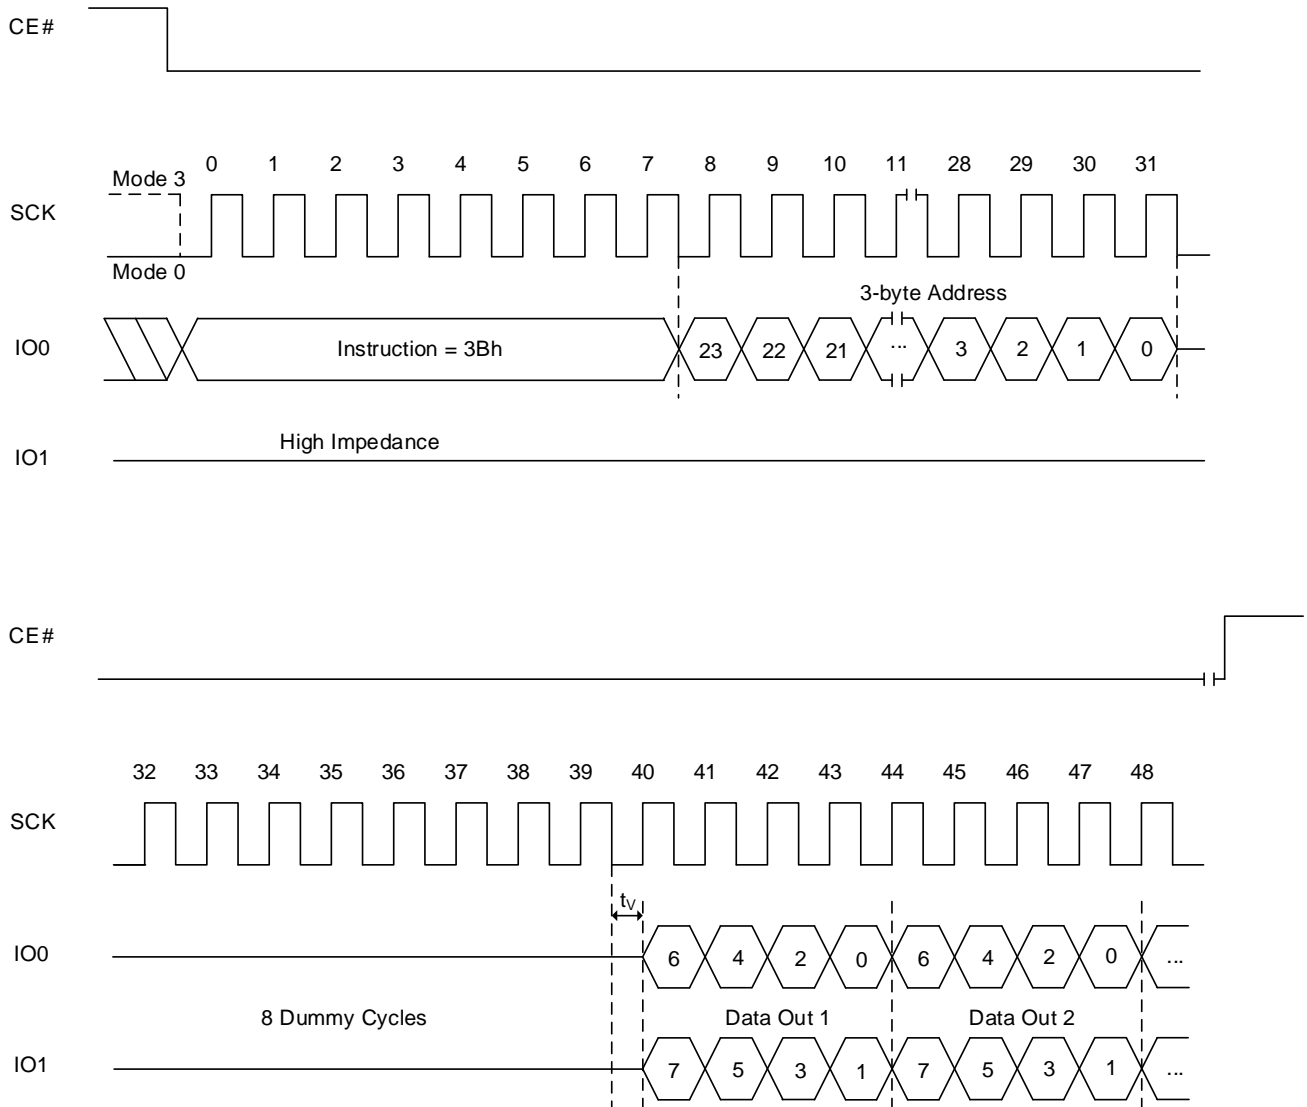 CE#
0 1 2 3 4 5 6 7 8 9 10 11 28 29 30 31
Mode 3
SCK
Mode 0
3-byte Address
IO0 Instruction = 3Bh 23 22 21 ... 3 2 1 0
High Impedance
IO1
CE#
32 33 34 35 36 37 38 39 40 41 42 43 44 45 46 47 48
SCK
tV
IO0 6 4 2 0 6 4 2 0 ...
8 Dummy Cycles Data Out 1 Data Out 2
IO1 7 5 3 1 7 5 3 1 ...